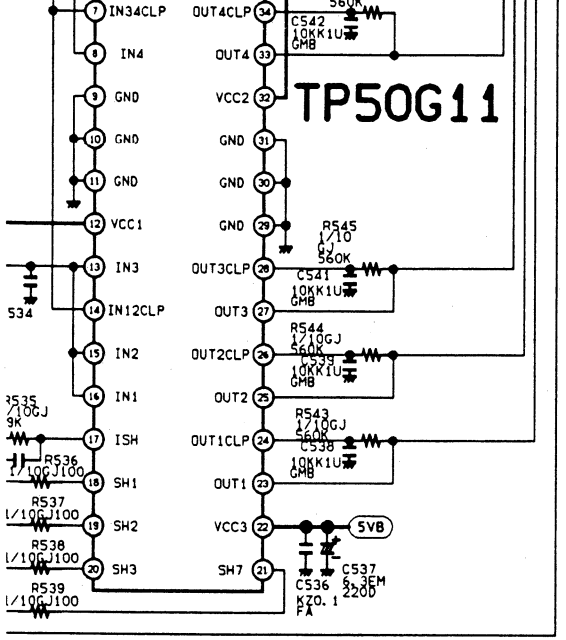 560K
7 IN34CLP OUT4CLP 34
C542
10KK1U
GMB
8 IN4 OUT4 33
9 GND VCC2 32
TP50G11
10 GND GND 31
11 GND GND 30
12 VCC1 GND 29
R545
1/10
GJ
560K
13 IN3 OUT3CLP 28
C541
10KK1U
GMB
534
14 IN12CLP OUT3 27
R544
1/10GJ
560K
15 IN2 OUT2CLP 26
C539
10KK1U
GMB
16 IN1 OUT2 25
R535
/10GJ
9K
R543
1/10GJ
560K
17 ISH OUT1CLP 24
C538
10KK1U
GMB
R536
1/10GJ100
18 SH1 OUT1 23
R537
1/10GJ100
19 SH2 VCC3 22 5VB
R538
1/10GJ100
20 SH3 SH7 21
C536
KZ0.1
FA
C537
6.3EM
220D
R539
1/10GJ100